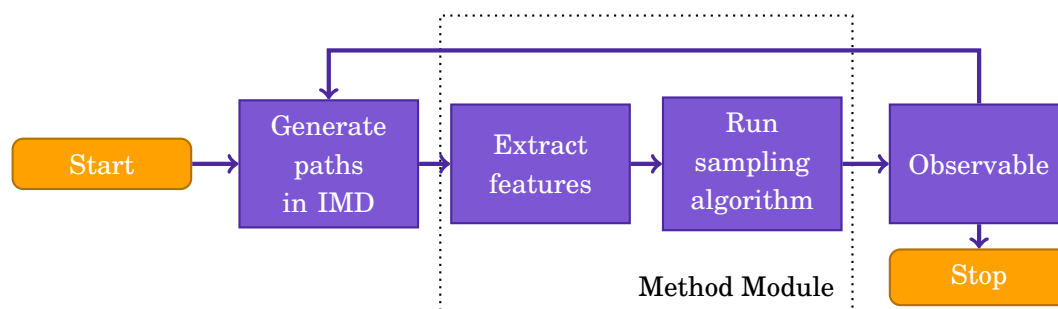 Start
Generate
paths
in IMD
Extract
features
Run
sampling
algorithm
Observable
Stop
Method Module